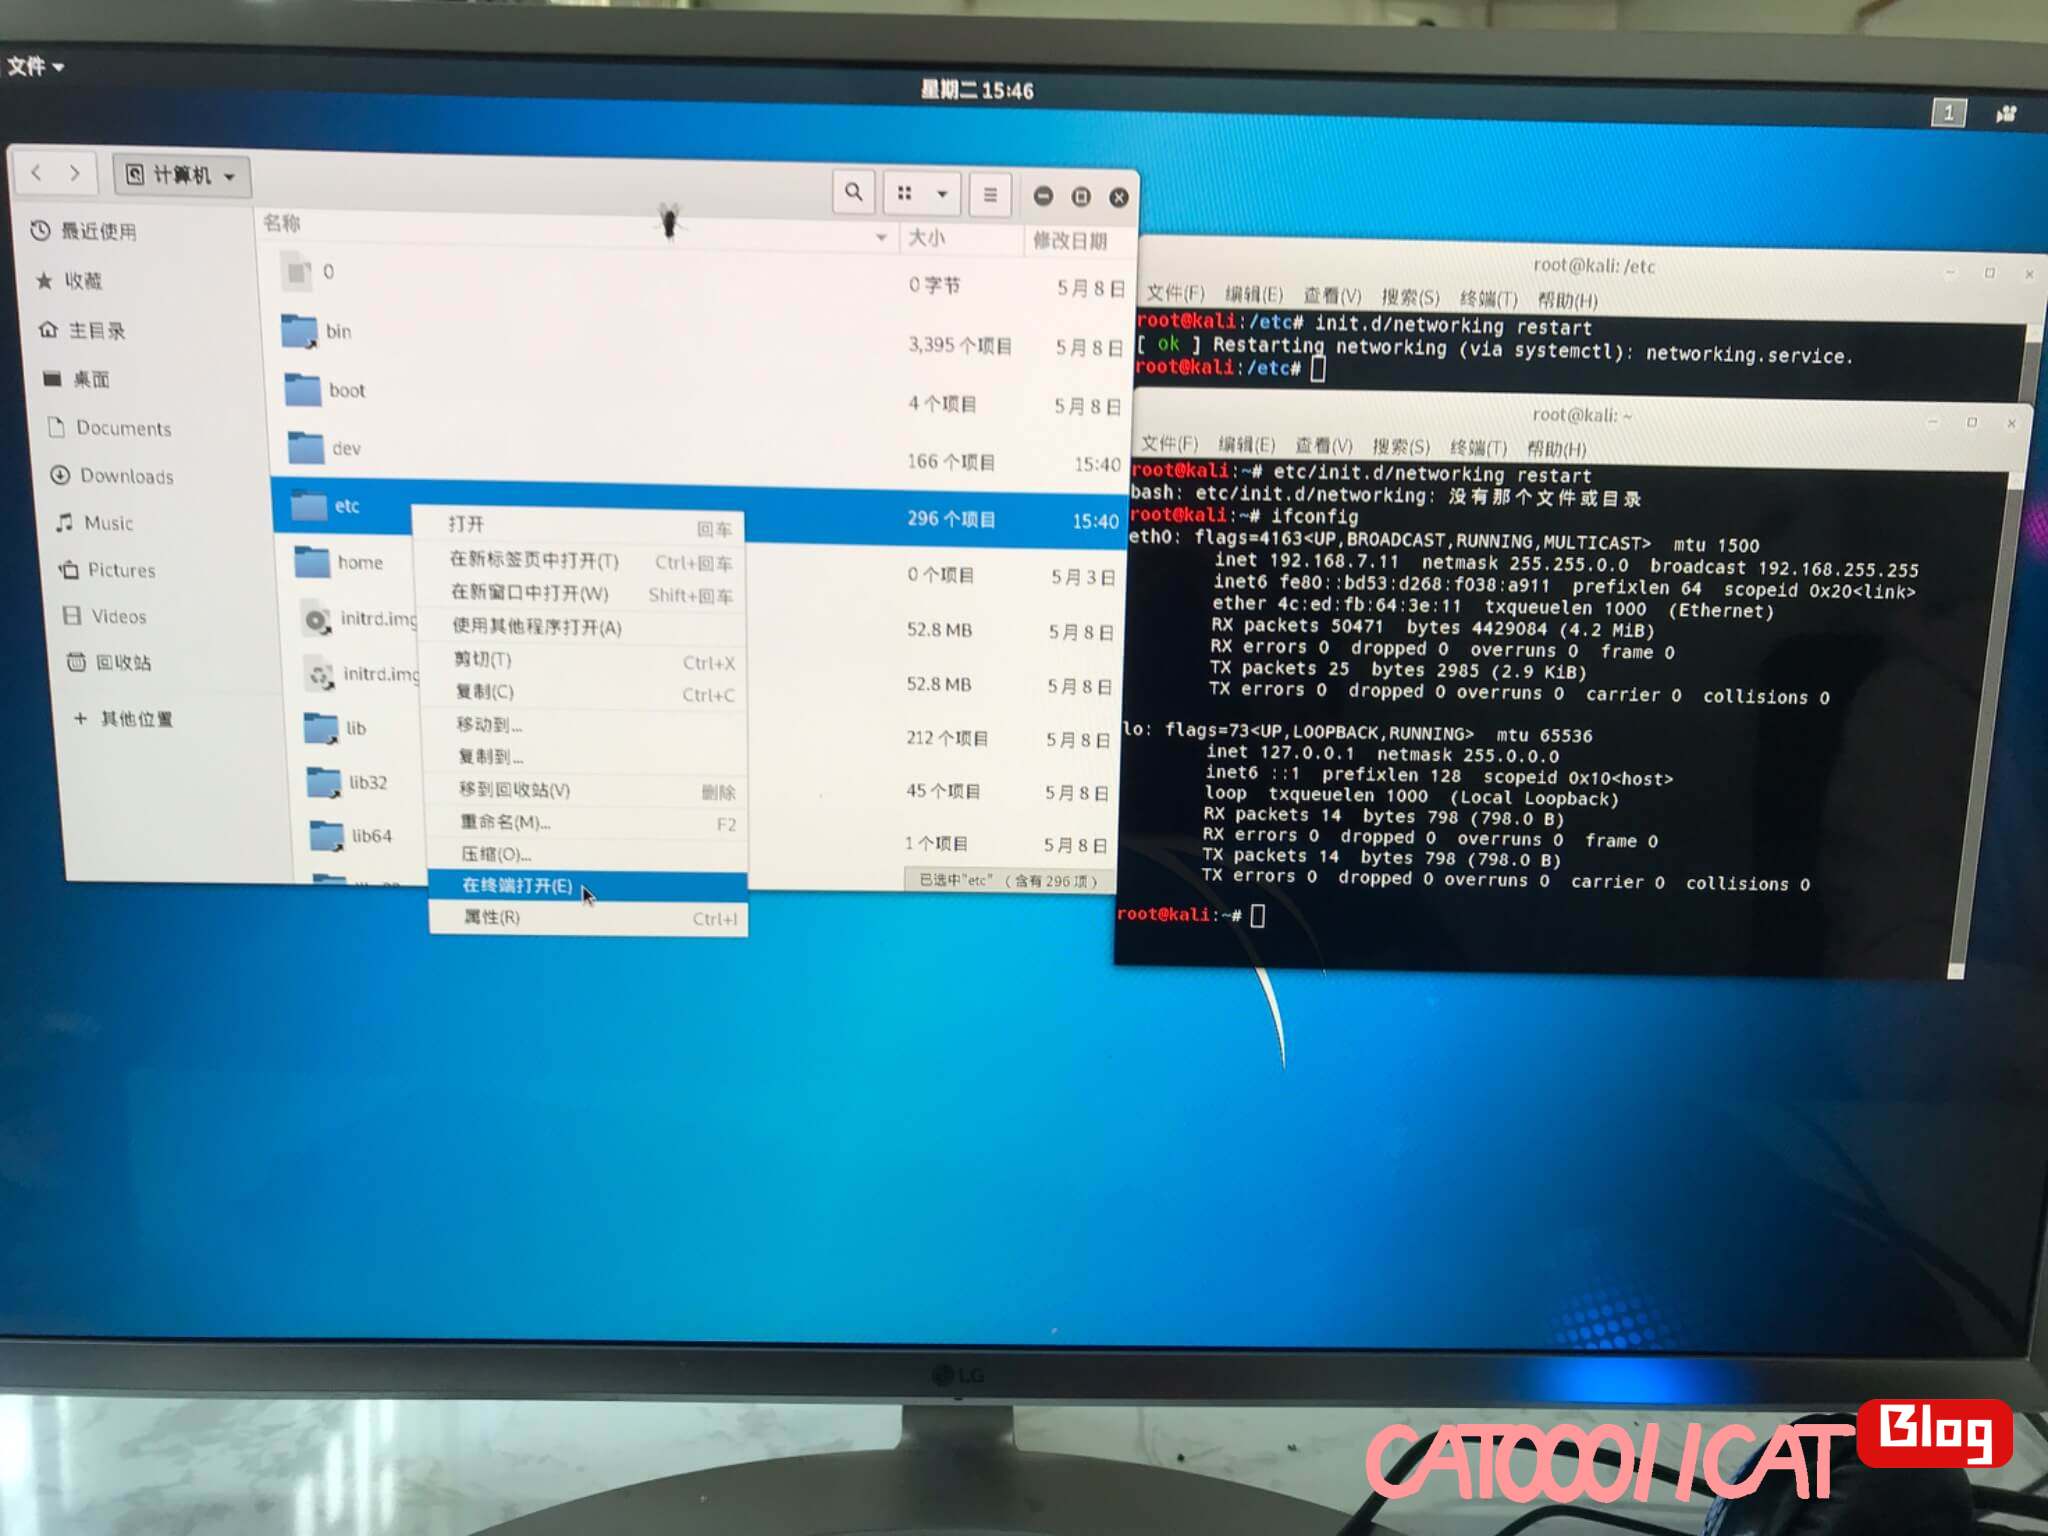 文件
星期二 15:46
1
计算机
最近使用
收藏
主目录
桌面
Documents
Downloads
Music
Pictures
Videos
回收站
+ 其他位置
名称 大小 修改日期
0 0 字节 5月8日
bin 3,395 个项目 5月8日
boot 4 个项目 5月8日
dev 166 个项目 15:40
etc 296 个项目 15:40
home 0 个项目 5月3日
initrd.img 52.8 MB 5月8日
initrd.img 52.8 MB 5月8日
lib 212 个项目 5月8日
lib32 45 个项目 5月8日
lib64 1 个项目 5月8日
已选中"etc" (含有 296 项)
打开 回车
在新标签页中打开(T) Ctrl+回车
在新窗口中打开(W) Shift+回车
使用其他程序打开(A)
剪切(T) Ctrl+X
复制(C) Ctrl+C
移动到...
复制到...
移到回收站(V) 删除
重命名(M)... F2
压缩(O)...
在终端打开(E)
属性(R) Ctrl+I
root@kali: /etc
文件(F) 编辑(E) 查看(V) 搜索(S) 终端(T) 帮助(H)
root@kali:/etc# init.d/networking restart
[ ok ] Restarting networking (via systemctl): networking.service.
root@kali:/etc#
root@kali: ~
文件(F) 编辑(E) 查看(V) 搜索(S) 终端(T) 帮助(H)
root@kali:~# etc/init.d/networking restart
bash: etc/init.d/networking: 没有那个文件或目录
root@kali:~# ifconfig
eth0: flags=4163<UP,BROADCAST,RUNNING,MULTICAST> mtu 1500
inet 192.168.7.11 netmask 255.255.0.0 broadcast 192.168.255.255
inet6 fe80::bd53:d268:f038:a911 prefixlen 64 scopeid 0x20<link>
ether 4c:ed:fb:64:3e:11 txqueuelen 1000 (Ethernet)
RX packets 50471 bytes 4429084 (4.2 MiB)
RX errors 0 dropped 0 overruns 0 frame 0
TX packets 25 bytes 2985 (2.9 KiB)
TX errors 0 dropped 0 overruns 0 carrier 0 collisions 0
lo: flags=73<UP,LOOPBACK,RUNNING> mtu 65536
inet 127.0.0.1 netmask 255.0.0.0
inet6 ::1 prefixlen 128 scopeid 0x10<host>
loop txqueuelen 1000 (Local Loopback)
RX packets 14 bytes 798 (798.0 B)
RX errors 0 dropped 0 overruns 0 frame 0
TX packets 14 bytes 798 (798.0 B)
TX errors 0 dropped 0 overruns 0 carrier 0 collisions 0
root@kali:~#
LG
CATOOO//CAT Blog